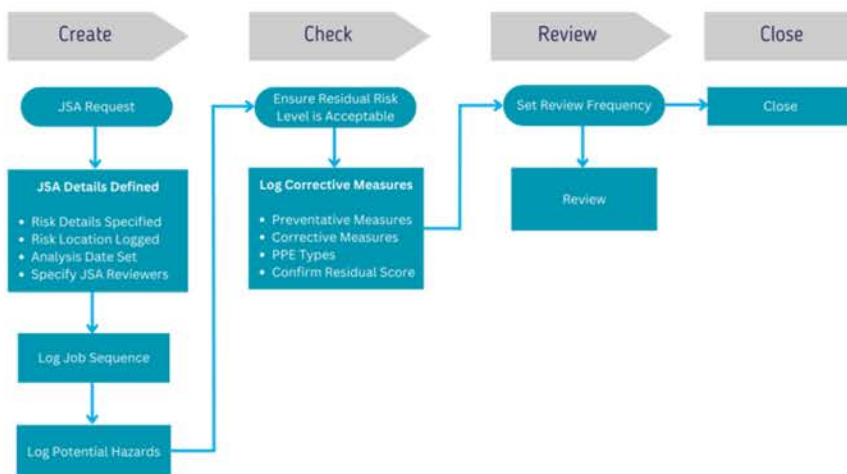 Create
Check
Review
Close
JSA Request
JSA Details Defined
• Risk Details Specified
• Risk Location Logged
• Analysis Date Set
• Specify JSA Reviewers
Log Job Sequence
Log Potential Hazards
Ensure Residual Risk
Level is Acceptable
Log Corrective Measures
• Preventative Measures
• Corrective Measures
• PPE Types
• Confirm Residual Score
Set Review Frequency
Review
Close